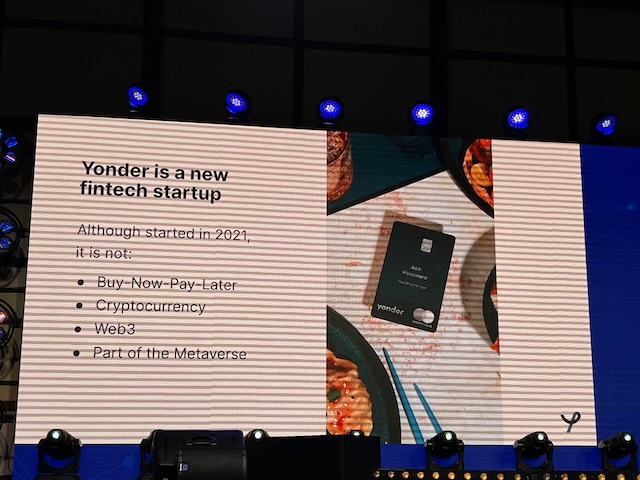 Yonder is a new
fintech startup
Although started in 2021,
it is not:
• Buy-Now-Pay-Later
• Cryptocurrency
• Web3
• Part of the Metaverse
yonder